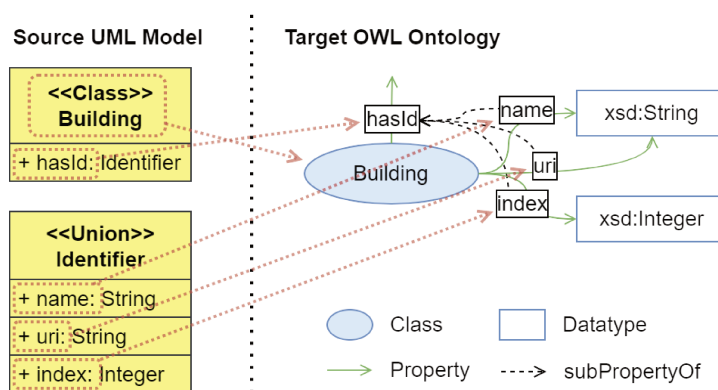 Source UML Model
Target OWL Ontology
<<Class>>
Building
+ hasId: Identifier
<<Union>>
Identifier
+ name: String
+ uri: String
+ index: Integer
hasId
name
xsd:String
uri
Building
index
xsd:Integer
Class
Datatype
Property
subPropertyOf